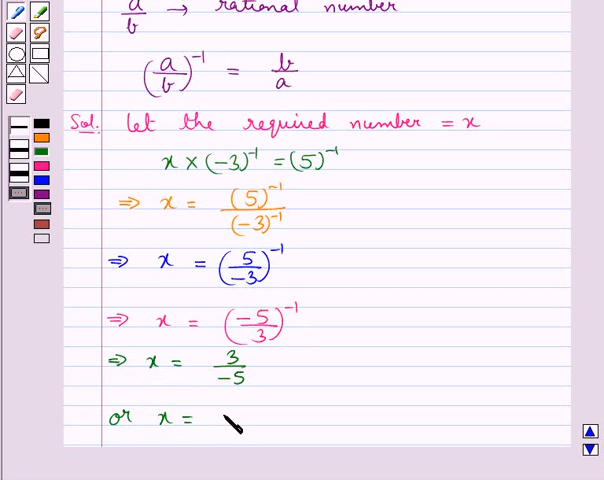 a/b → rational number
(a/b)⁻¹ = b/a
Sol. let the required number = x
x × (-3)⁻¹ = (5)⁻¹
⇒ x = (5)⁻¹/(-3)⁻¹
⇒ x = (5/-3)⁻¹
⇒ x = (-5/3)⁻¹
⇒ x = 3/-5
or x =